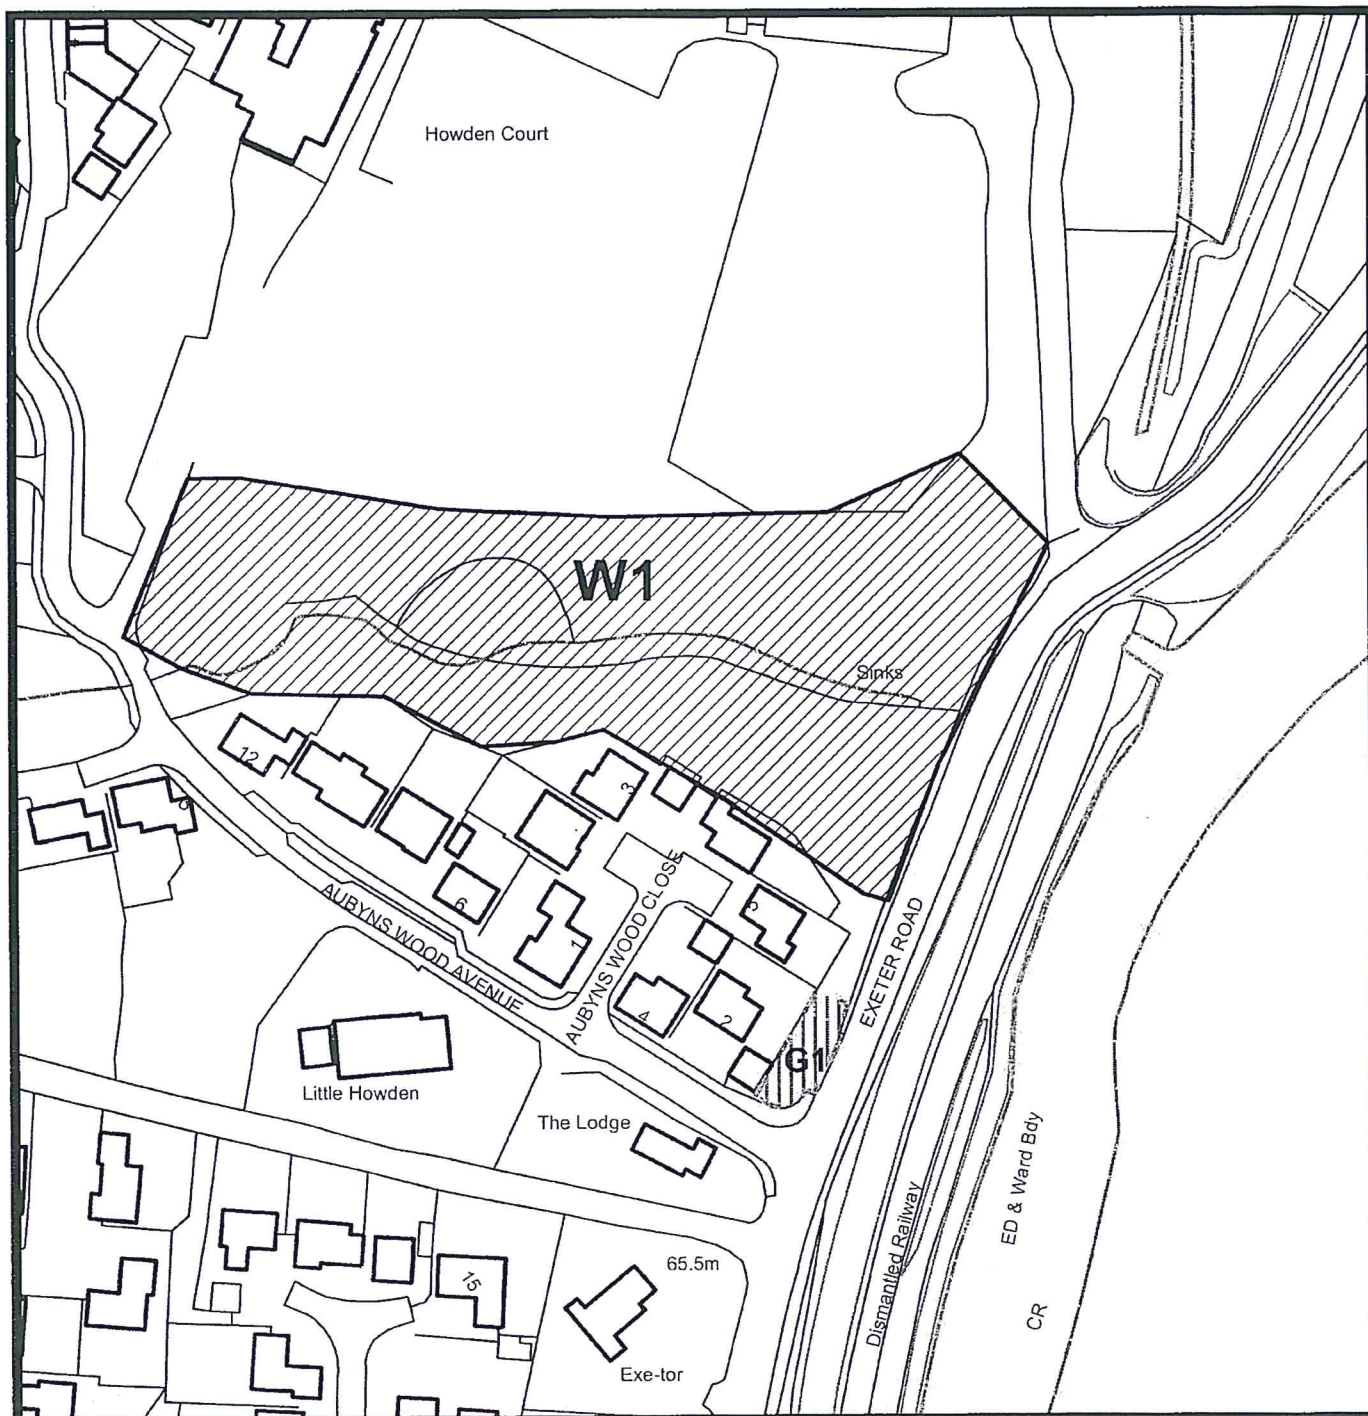 Howden Court
W1
Sinks
12
3
5
6
1
3
4
2
AUBYNS WOOD CLOSE
AUBYNS WOOD AVENUE
EXETER ROAD
G1
Little Howden
The Lodge
ED & Ward Bdy
Dismantled Railway
65.5m
15
CR
Exe-tor